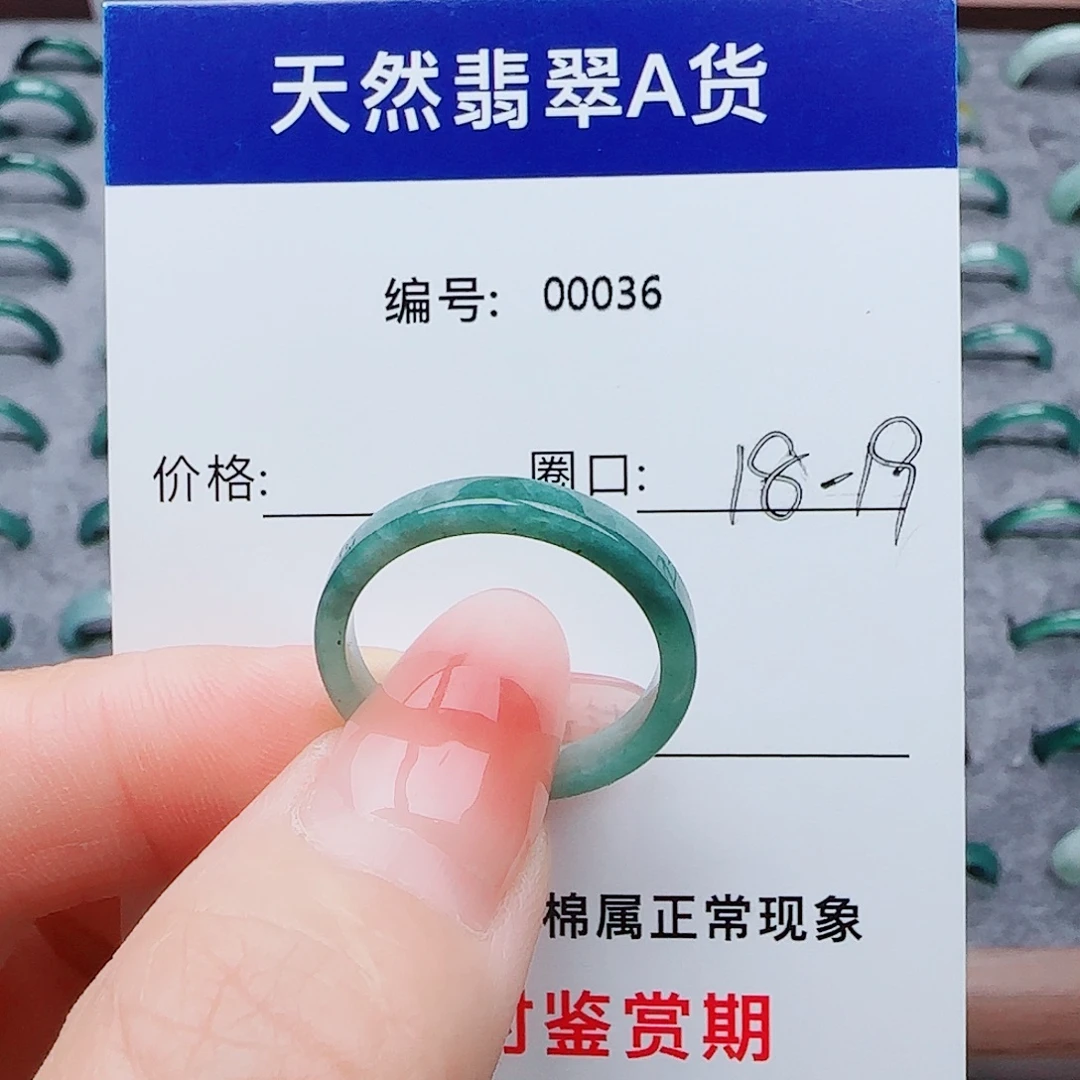 天然翡翠A货
编号: 00036
价格: 圈口: 18-19
棉属正常现象
时鉴赏期